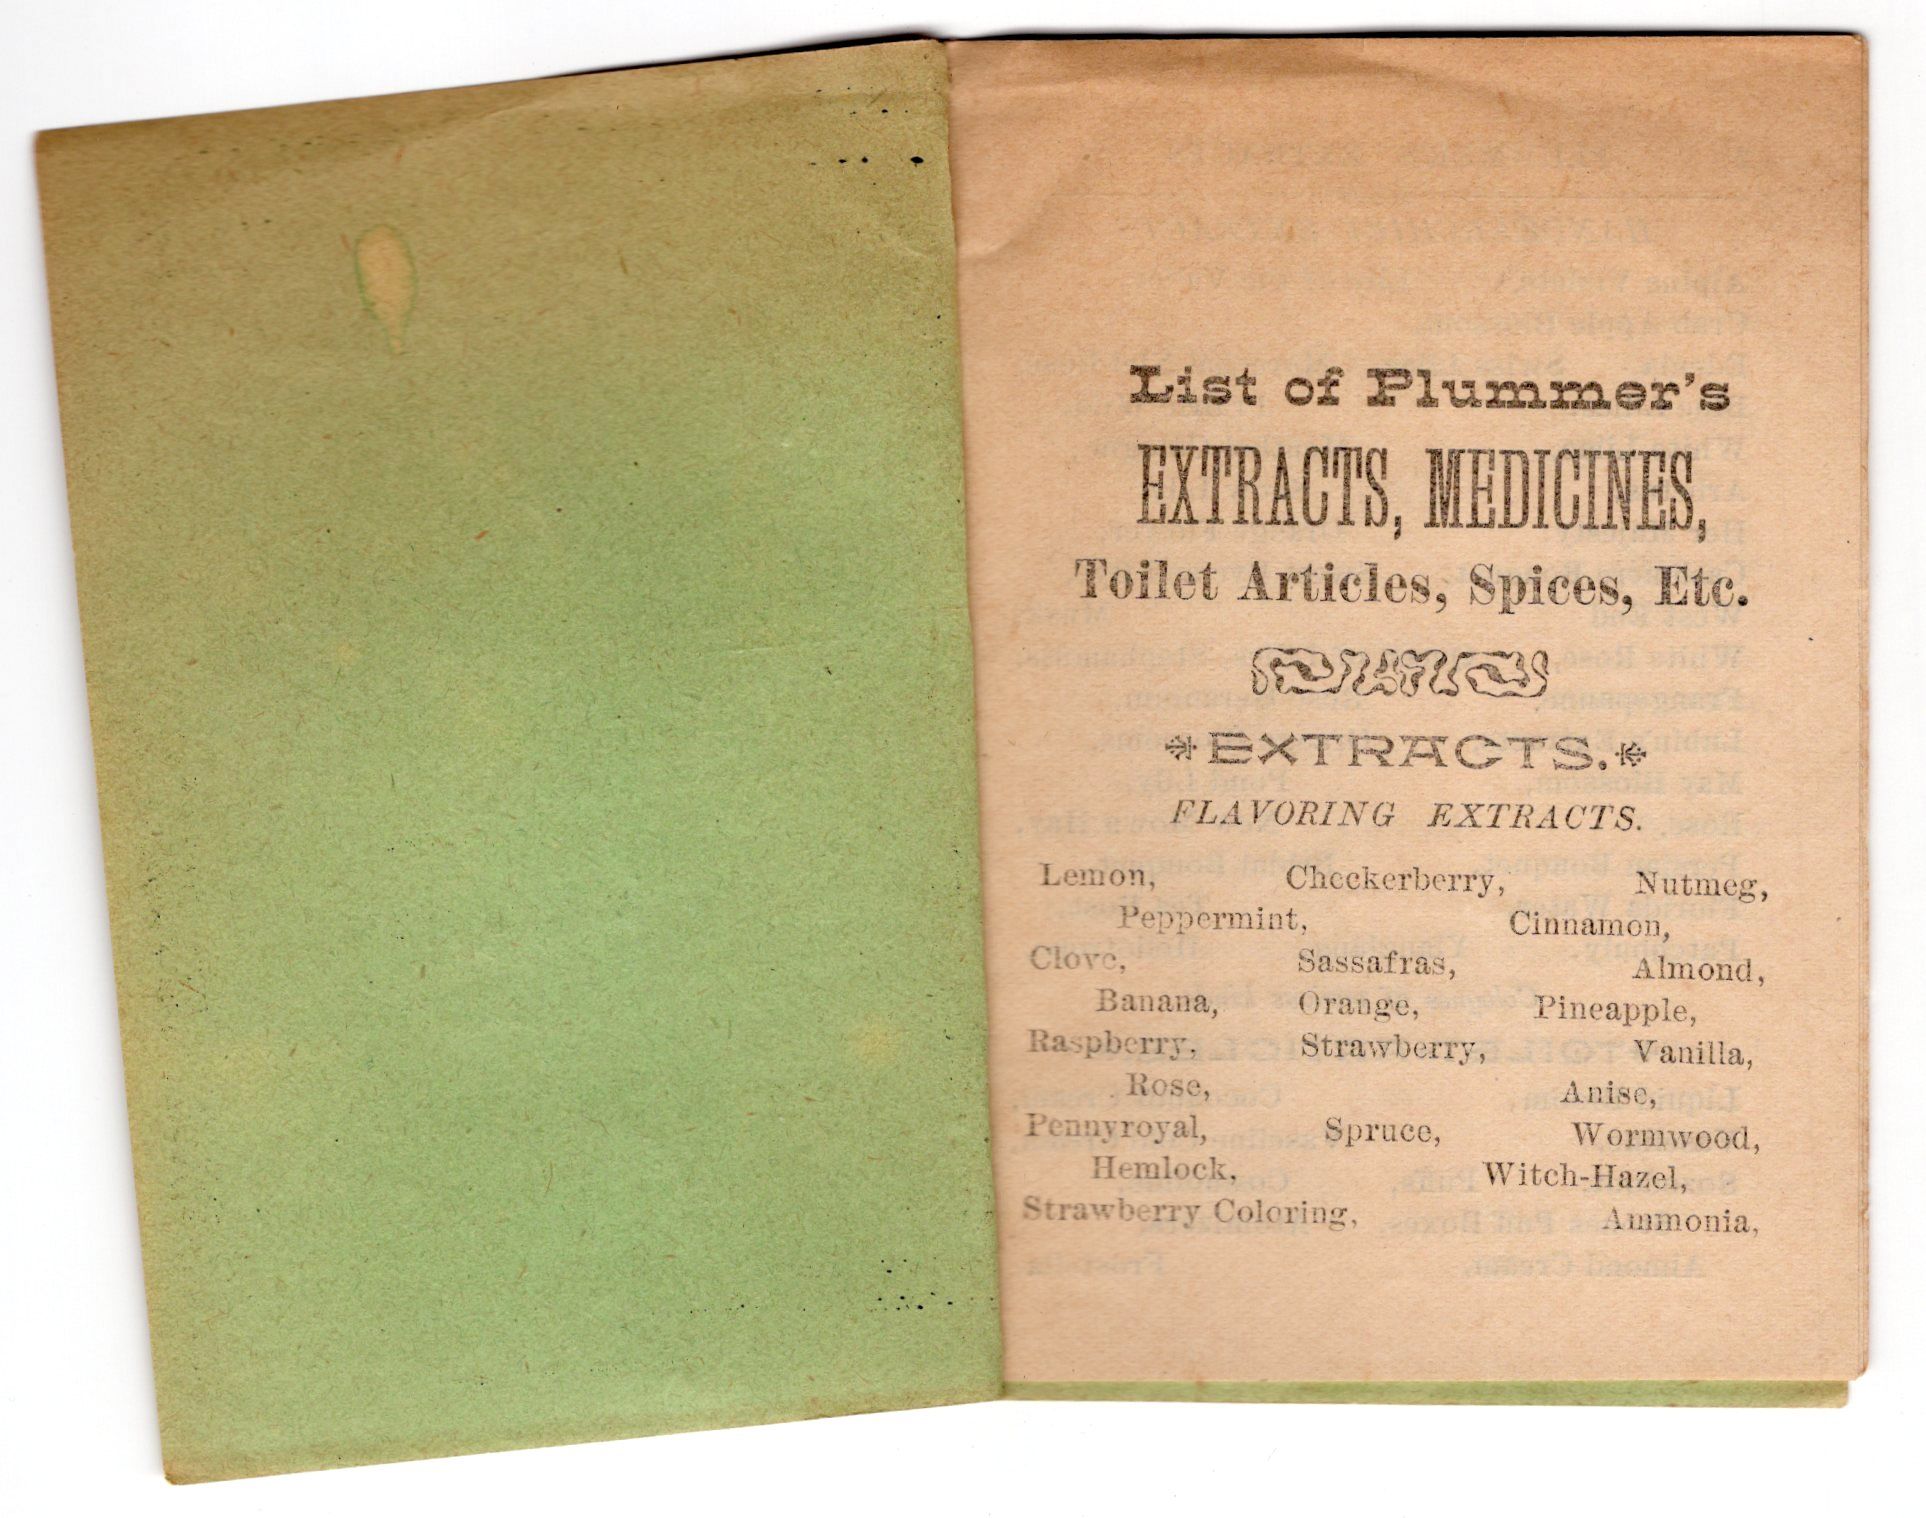 List of Plummer's
EXTRACTS, MEDICINES,
Toilet Articles, Spices, Etc.
EXTRACTS.
FLAVORING EXTRACTS.
Lemon, Checkerberry, Nutmeg,
Peppermint, Cinnamon,
Clove, Sassafras, Almond,
Banana, Orange, Pineapple,
Raspberry, Strawberry, Vanilla,
Rose, Anise,
Pennyroyal, Spruce, Wormwood,
Hemlock, Witch-Hazel,
Strawberry Coloring, Ammonia,